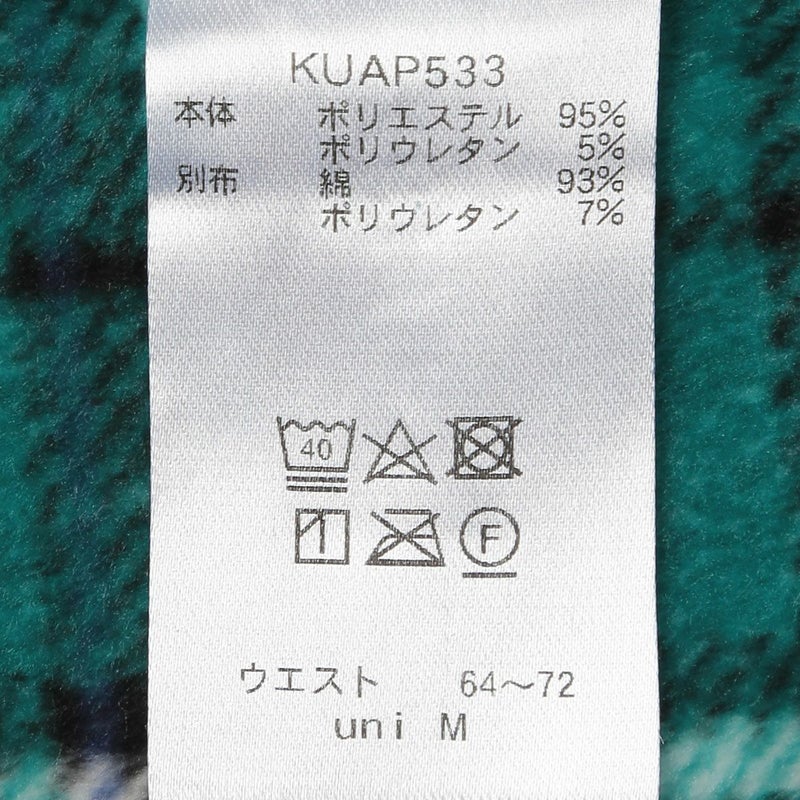 KUAP533
本体 ポリエステル 95%
ポリウレタン 5%
別布 綿 93%
ポリウレタン 7%
40
F
ウエスト 64〜72
uni M